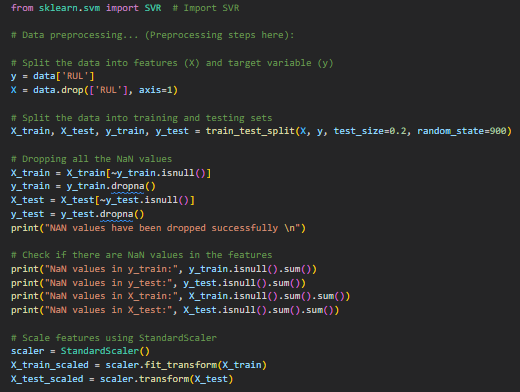 from sklearn.svm import SVR  # Import SVR
# Data preprocessing... (Preprocessing steps here):
# Split the data into features (X) and target variable (y)
y = data['RUL']
X = data.drop(['RUL'], axis=1)
# Split the data into training and testing sets
X_train, X_test, y_train, y_test = train_test_split(X, y, test_size=0.2, random_state=900)
# Dropping all the NaN values
X_train = X_train[~y_train.isnull()]
y_train = y_train.dropna()
X_test = X_test[~y_test.isnull()]
y_test = y_test.dropna()
print("NAN values have been dropped successfully \n")
# Check if there are NaN values in the features
print("NaN values in y_train:", y_train.isnull().sum())
print("NaN values in y_test:", y_test.isnull().sum())
print("NaN values in X_train:", X_train.isnull().sum().sum())
print("NaN values in X_test:", X_test.isnull().sum().sum())
# Scale features using StandardScaler
scaler = StandardScaler()
X_train_scaled = scaler.fit_transform(X_train)
X_test_scaled = scaler.transform(X_test)